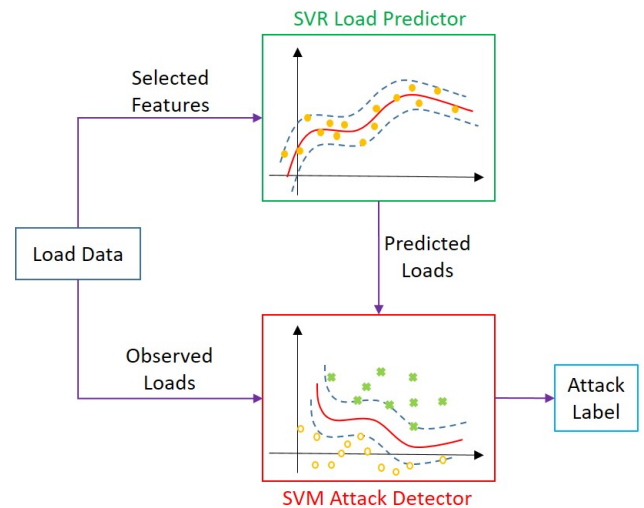 SVR Load Predictor
Selected
Features
Load Data
Predicted
Loads
Observed
Loads
Attack
Label
SVM Attack Detector